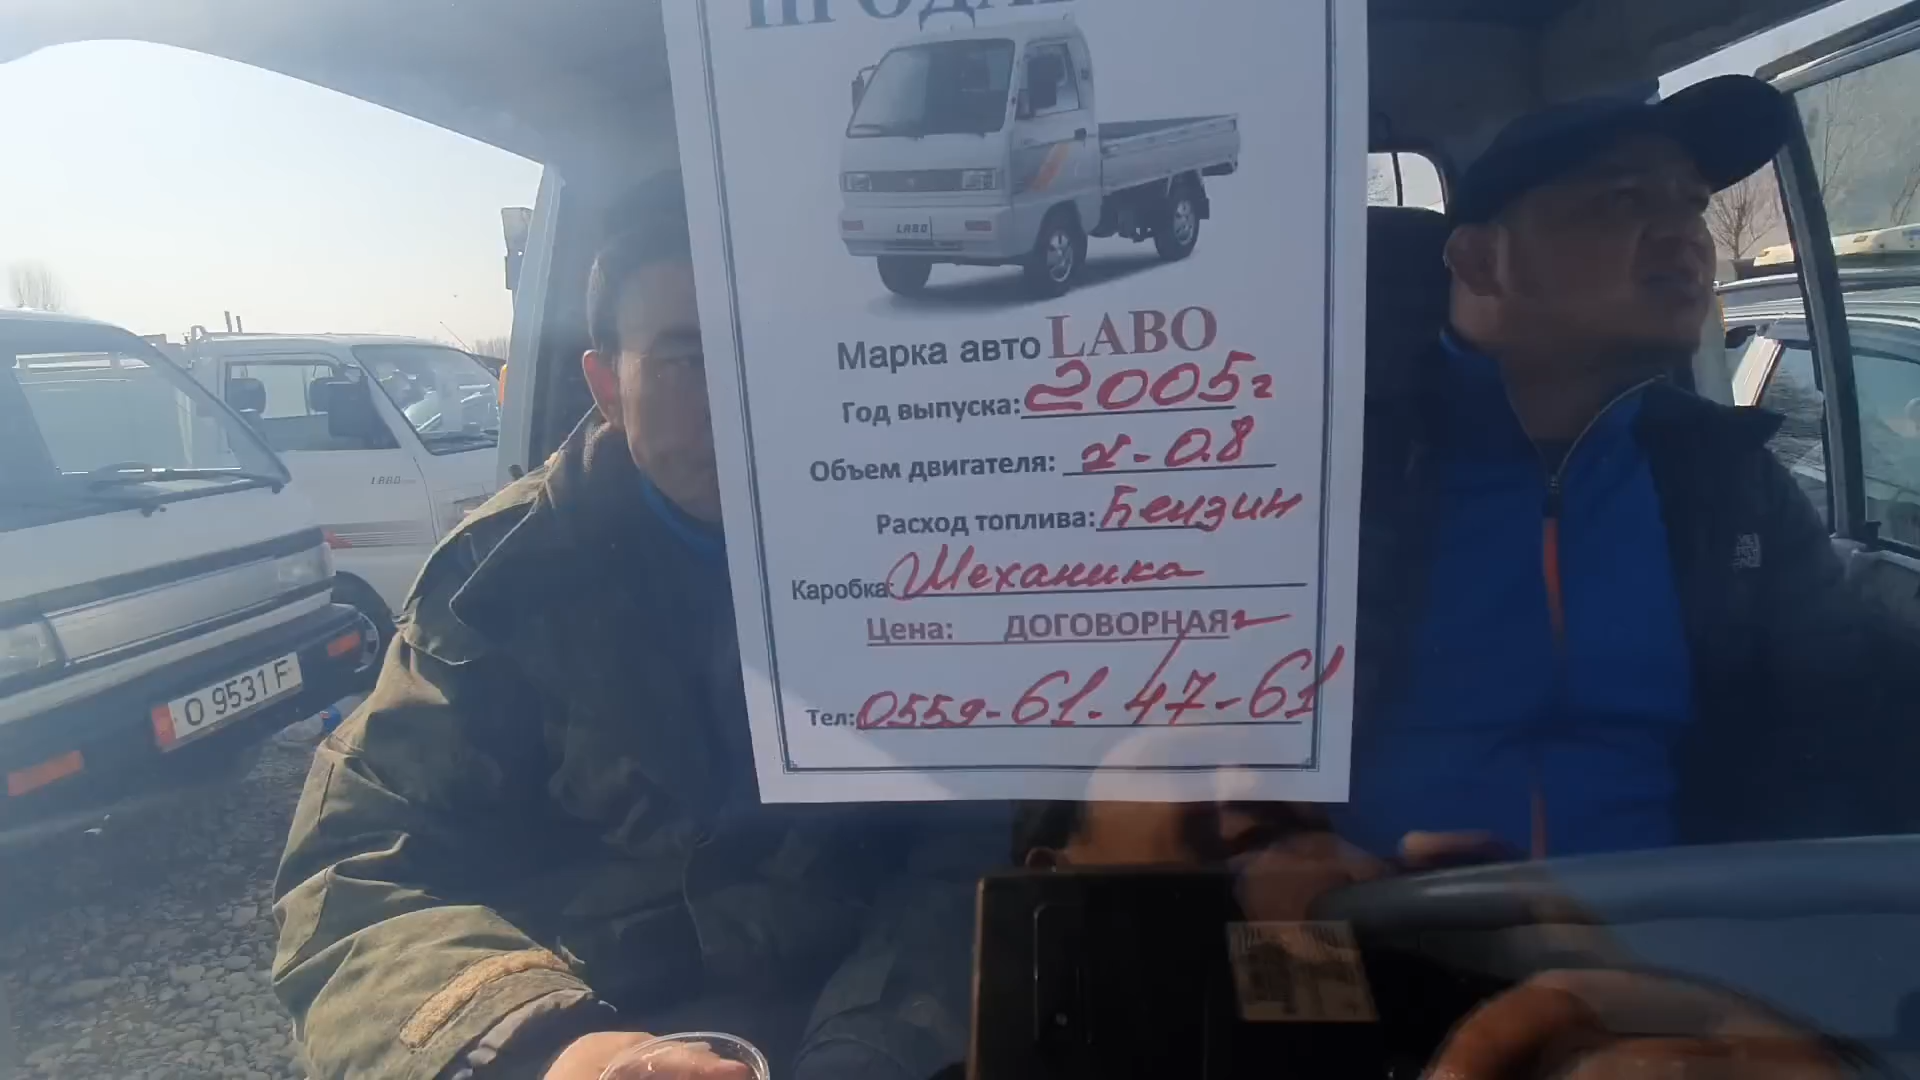 LABO
Марка авто LABO
Год выпуска: 2005г
Объем двигателя: х-0.8
Расход топлива: Бензин
Каробка: Механика
Цена: ДОГОВОРНАЯ
Тел: 0559-61-47-61
LABO
O 9531 F